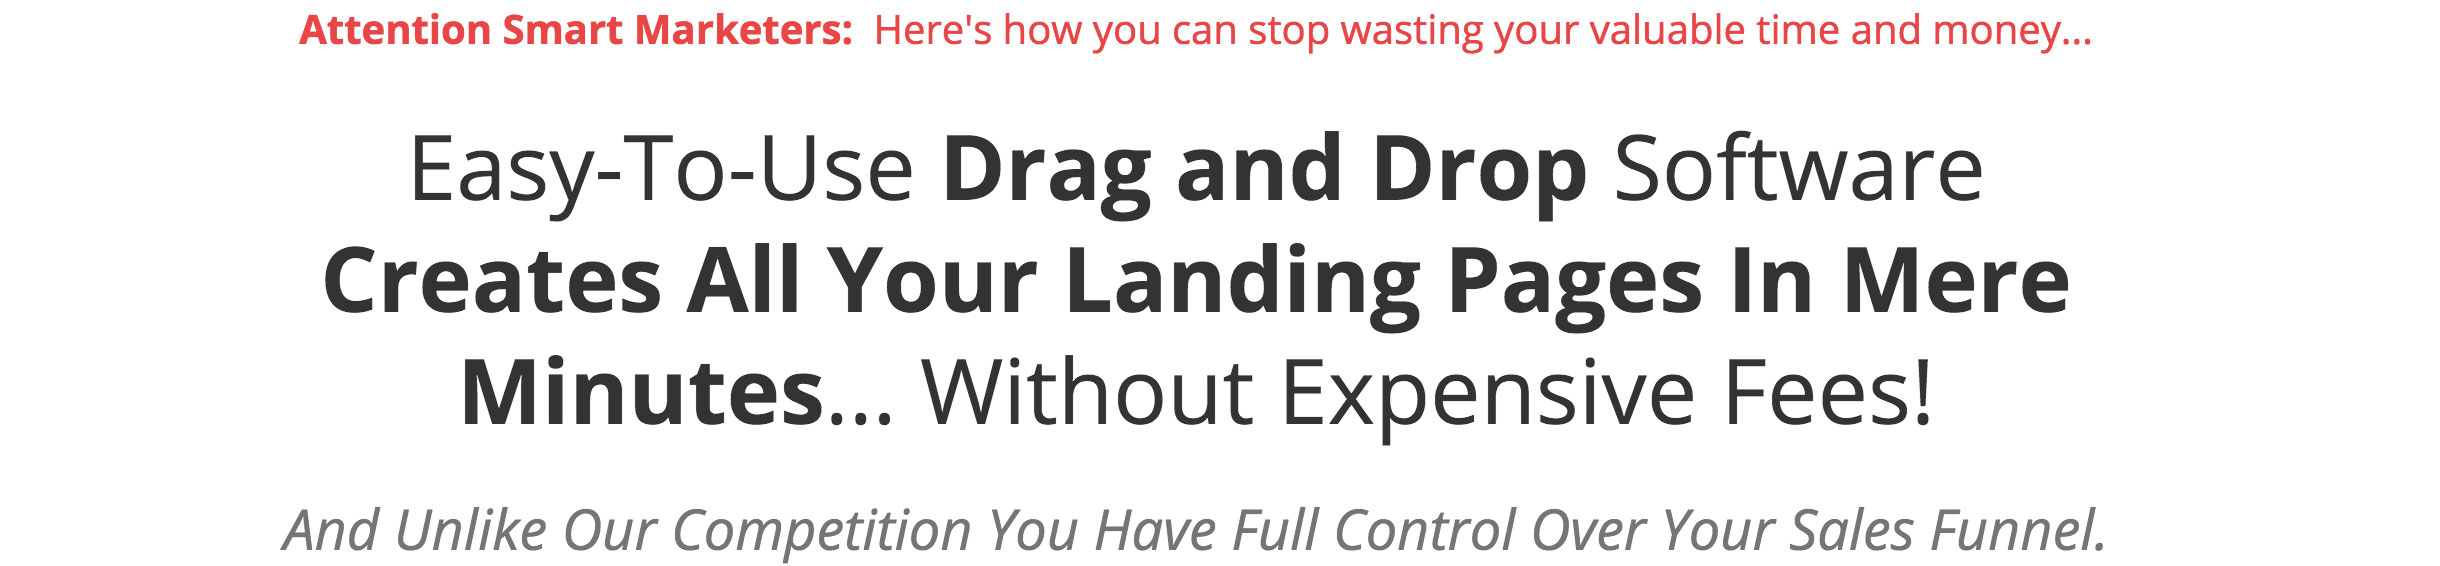 Attention Smart Marketers: Here's how you can stop wasting your valuable time and money...
Easy-To-Use Drag and Drop Software
Creates All Your Landing Pages In Mere
Minutes... Without Expensive Fees!
And Unlike Our Competition You Have Full Control Over Your Sales Funnel.